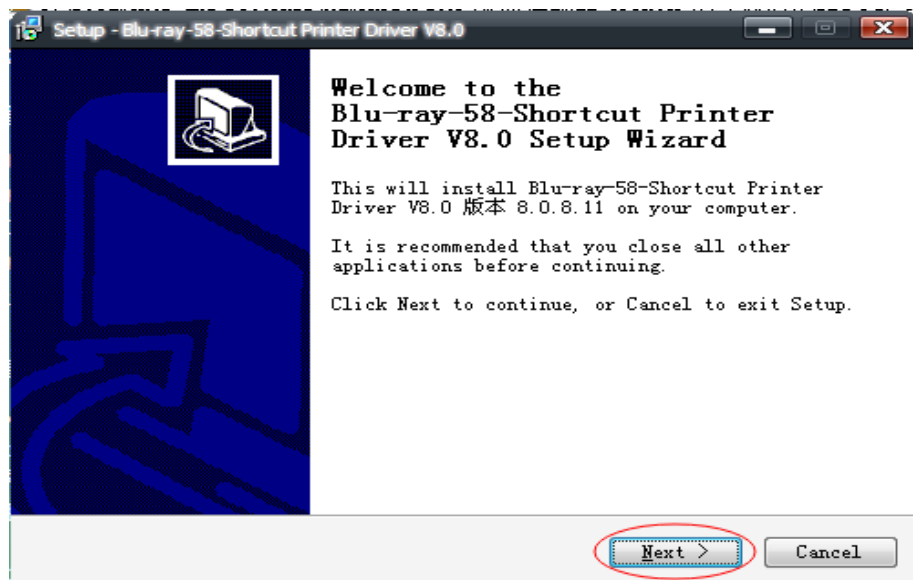 Setup - Blu-ray-58-Shortcut Printer Driver V8.0
Welcome to the
Blu-ray-58-Shortcut Printer
Driver V8.0 Setup Wizard
This will install Blu-ray-58-Shortcut Printer
Driver V8.0 版本 8.0.8.11 on your computer.
It is recommended that you close all other
applications before continuing.
Click Next to continue, or Cancel to exit Setup.
Next >
Cancel